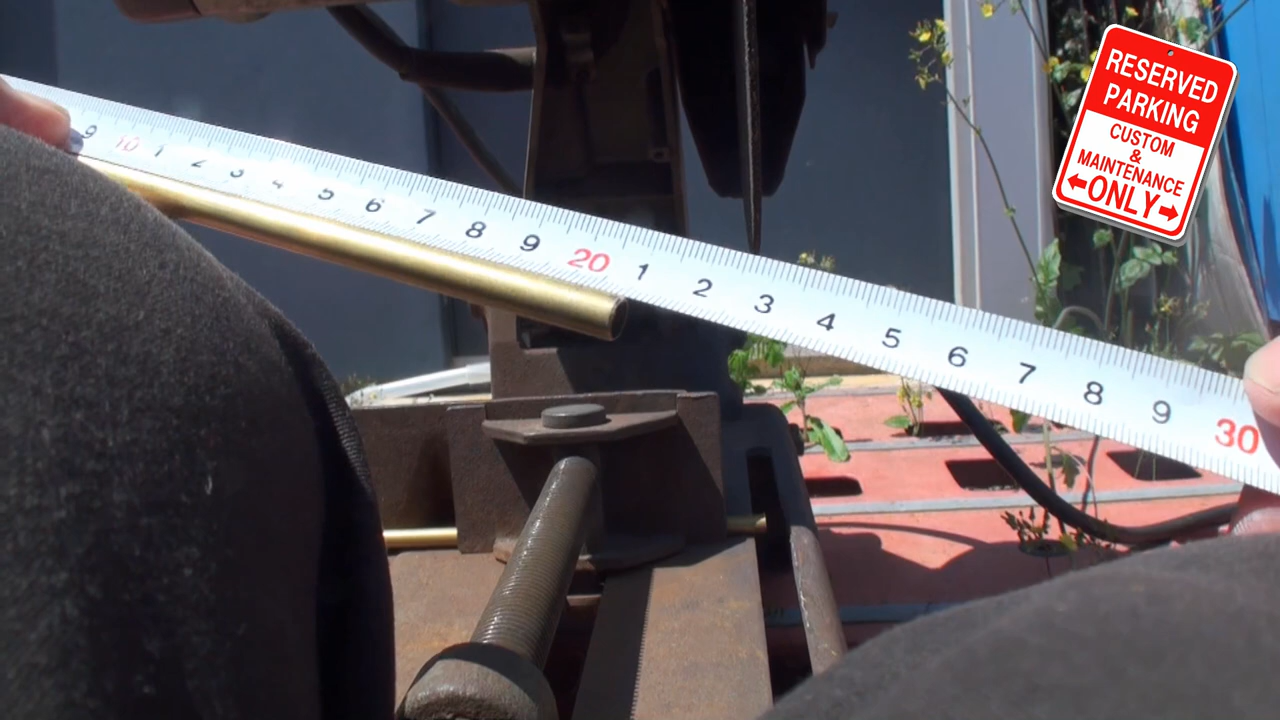 RESERVED
PARKING
CUSTOM
&
MAINTENANCE
←ONLY→
9 10 1 2 3 4 5 6 7 8 9 20 1 2 3 4 5 6 7 8 9 30